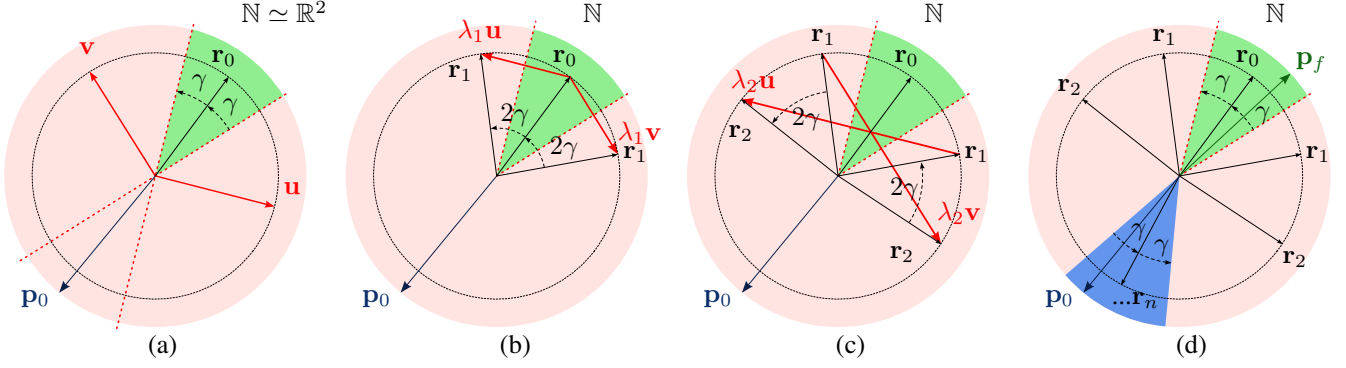 ℕ ≃ ℝ²
v
r₀
γ
γ
u
p₀
(a)
ℕ
λ₁u
r₁
r₀
2γ
2γ
λ₁v
r₁
p₀
(b)
ℕ
r₁
r₀
λ₂u
2γ
r₂
r₁
2γ
λ₂v
r₂
p₀
(c)
ℕ
r₁
r₀
p_f
r₂
γ
γ
r₁
r₂
γ
γ
p₀
...rₙ
(d)